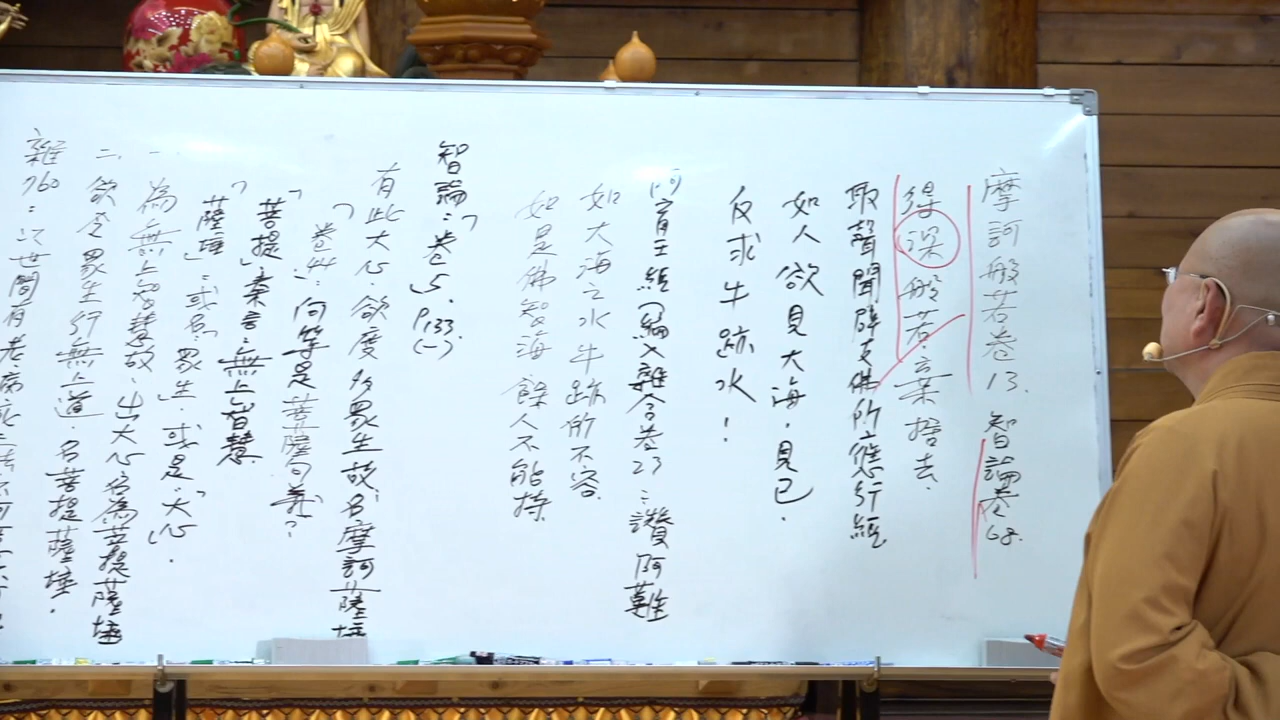 摩訶般若卷13. 智論卷68.
得深般若、棄捨去.
取聲聞辟支佛所應行經
如人欲見大海,見已.
反求牛跡水!
阿育王經(編入雜含卷23:讚阿難
如大海之水牛跡所不容
如是佛智海 餘人不能持.
智論:「卷5. P133.(一)
有此大心,欲度多眾生故,名摩訶薩埵
「卷44」:何等是菩薩句義?
「菩提」秦言:無上智慧.
「薩埵」:或名「眾生」或是「大心」.
一 為無上智慧故,出大心名為菩提薩埵
二、欲令眾生行無上道,名菩提薩埵.
雜760:以世間有老、病、死